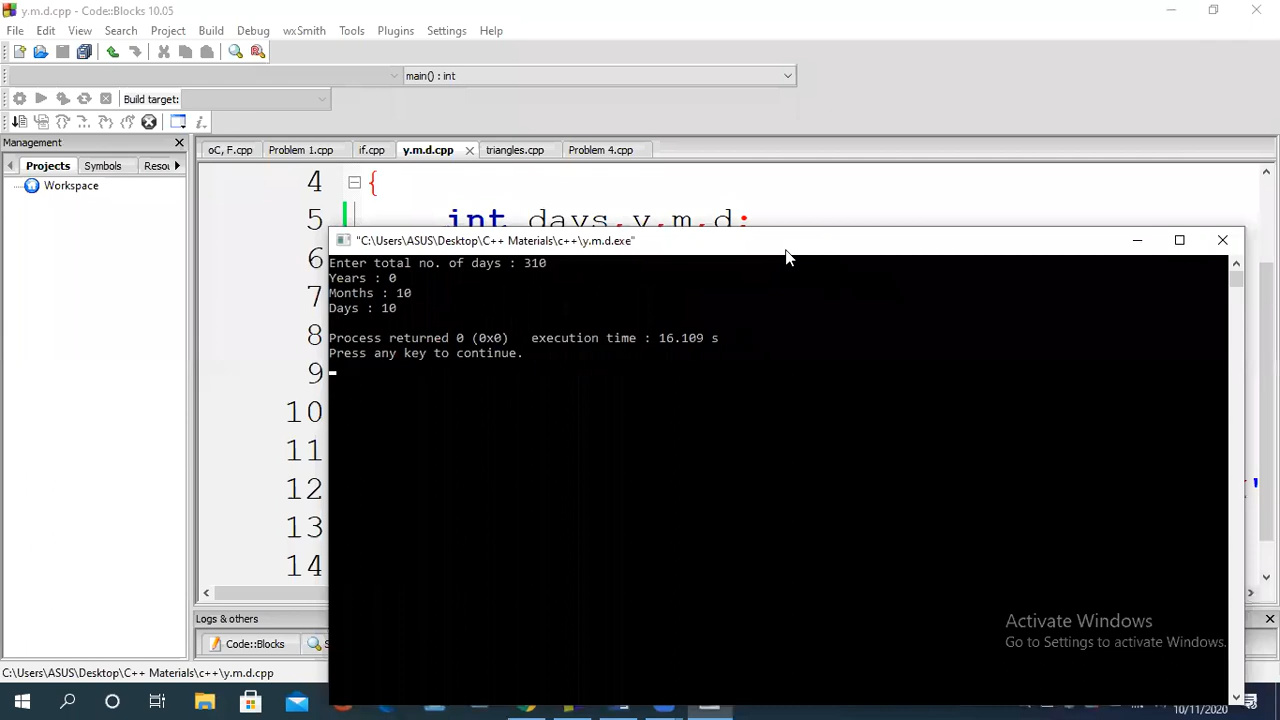 y.m.d.cpp - Code::Blocks 10.05
File Edit View Search Project Build Debug wxSmith Tools Plugins Settings Help
main() : int
Build target:
Management
Projects Symbols Resou
Workspace
oC, F.cpp Problem 1.cpp if.cpp y.m.d.cpp triangles.cpp Problem 4.cpp
4 {
5 int days,y,m,d;
6
7
8
9
10
11
12
13
14
"C:\Users\ASUS\Desktop\C++ Materials\c++\y.m.d.exe"
Enter total no. of days : 310
Years : 0
Months : 10
Days : 10
Process returned 0 (0x0) execution time : 16.109 s
Press any key to continue.
Activate Windows
Go to Settings to activate Windows.
Logs & others
Code::Blocks
C:\Users\ASUS\Desktop\C++ Materials\c++\y.m.d.cpp
10/11/2020